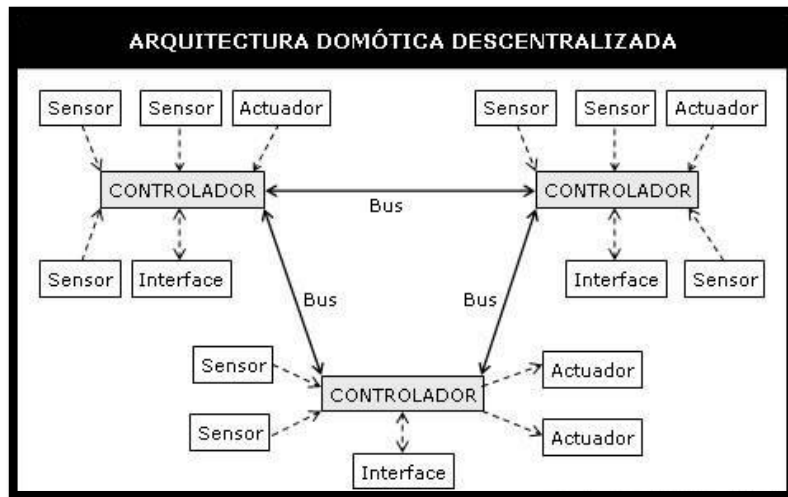 ARQUITECTURA DOMÓTICA DESCENTRALIZADA
Sensor Sensor Actuador
CONTROLADOR
Sensor Interface
Sensor Sensor Actuador
CONTROLADOR
Interface Sensor
Bus
Bus
Bus
Sensor
Sensor
CONTROLADOR
Actuador
Actuador
Interface